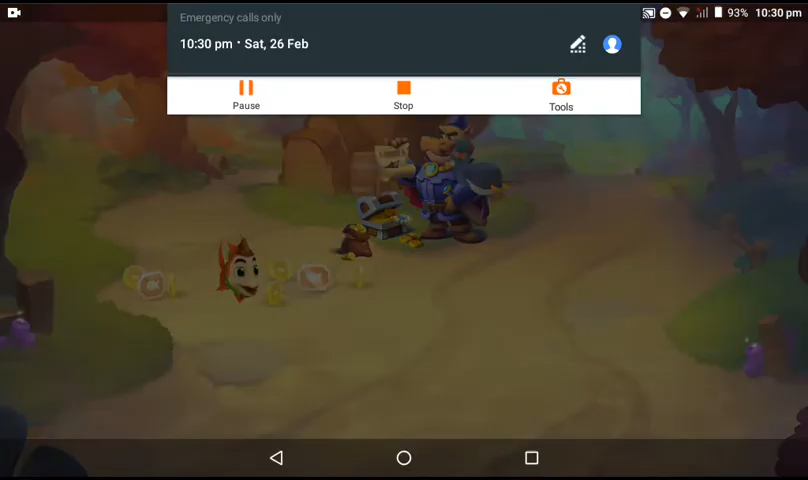 93% 10:30 pm
Emergency calls only
10:30 pm • Sat, 26 Feb
Pause Stop Tools